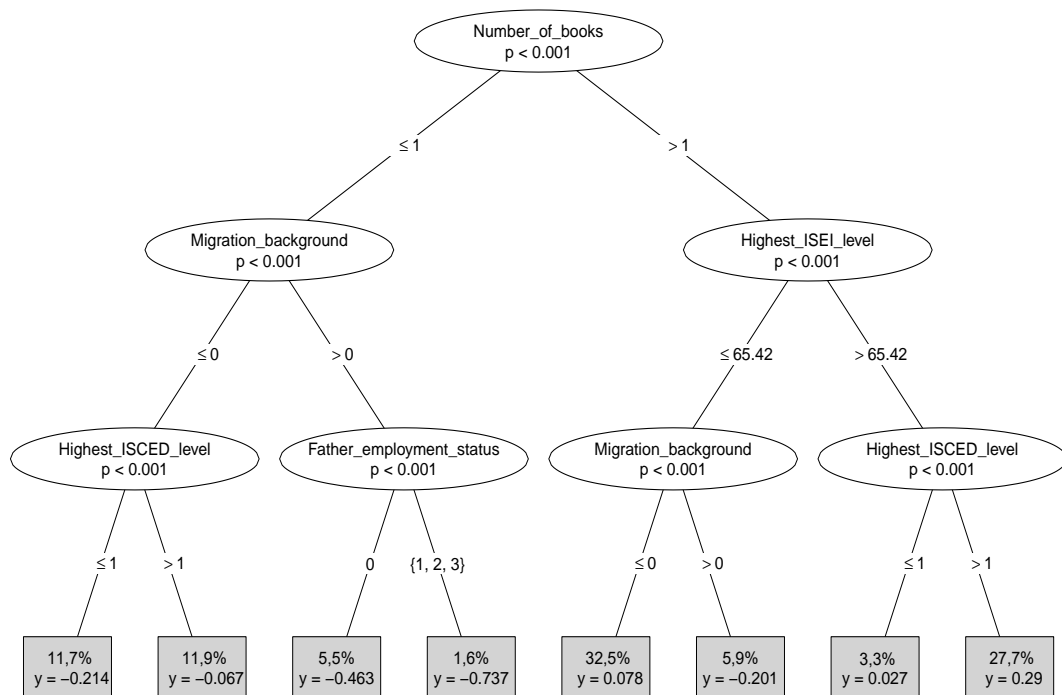 Number_of_books
p < 0.001
≤ 1
> 1
Migration_background
p < 0.001
Highest_ISEI_level
p < 0.001
≤ 0
> 0
≤ 65.42
> 65.42
Highest_ISCED_level
p < 0.001
Father_employment_status
p < 0.001
Migration_background
p < 0.001
Highest_ISCED_level
p < 0.001
≤ 1
> 1
0
{1, 2, 3}
≤ 0
> 0
≤ 1
> 1
11,7%
y = −0.214
11,9%
y = −0.067
5,5%
y = −0.463
1,6%
y = −0.737
32,5%
y = 0.078
5,9%
y = −0.201
3,3%
y = 0.027
27,7%
y = 0.29